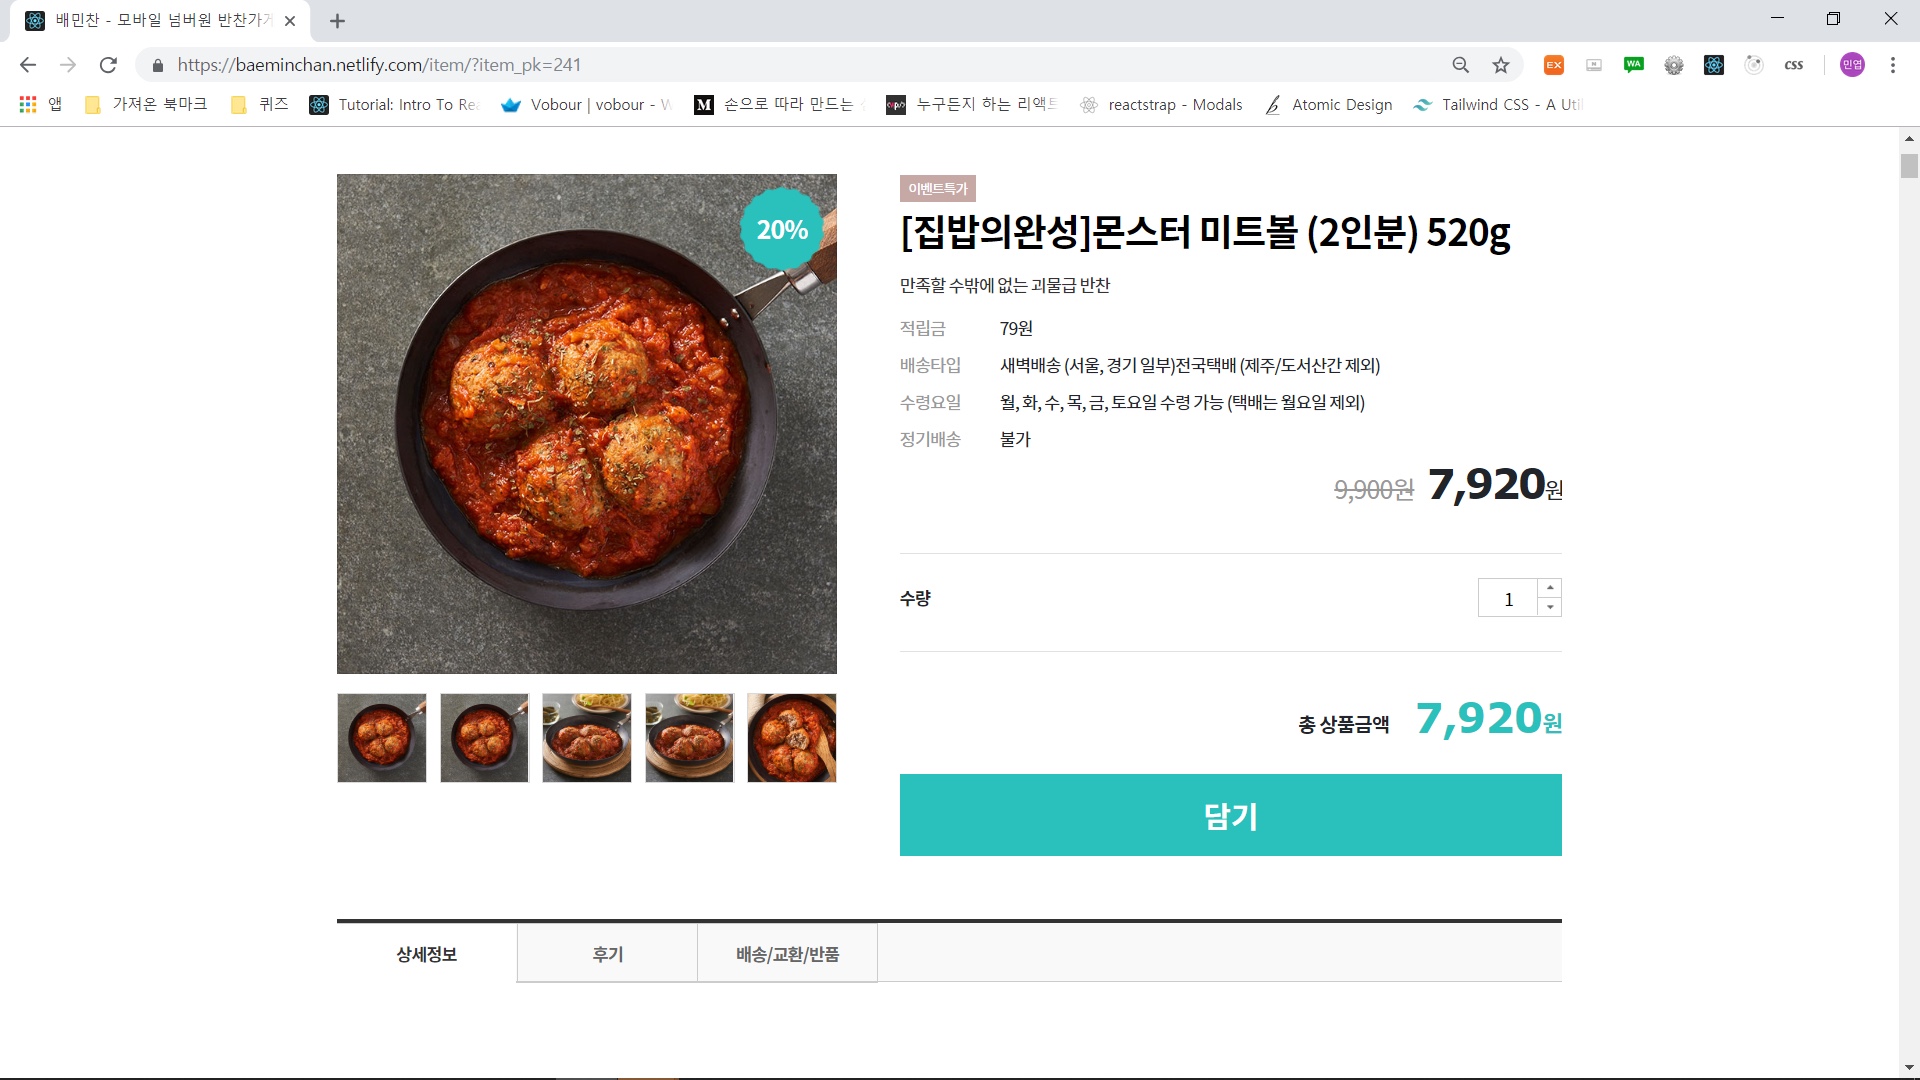 배민찬 - 모바일 넘버원 반찬가게
https://baeminchan.netlify.com/item/?item_pk=241
EX
WA
css
민엽
앱
가져온 북마크
퀴즈
Tutorial: Intro To Rea
Vobour | vobour - W
M
손으로 따라 만드는
누구든지 하는 리액트
reactstrap - Modals
Atomic Design
Tailwind CSS - A Uti
20%
이벤트특가
[집밥의완성]몬스터 미트볼 (2인분) 520g
만족할 수밖에 없는 괴물급 반찬
적립금 79원
배송타입 새벽배송 (서울, 경기 일부)전국택배 (제주/도서산간 제외)
수령요일 월, 화, 수, 목, 금, 토요일 수령 가능 (택배는 월요일 제외)
정기배송 불가
9,900원 7,920원
수량 1
총 상품금액 7,920원
담기
상세정보
후기
배송/교환/반품